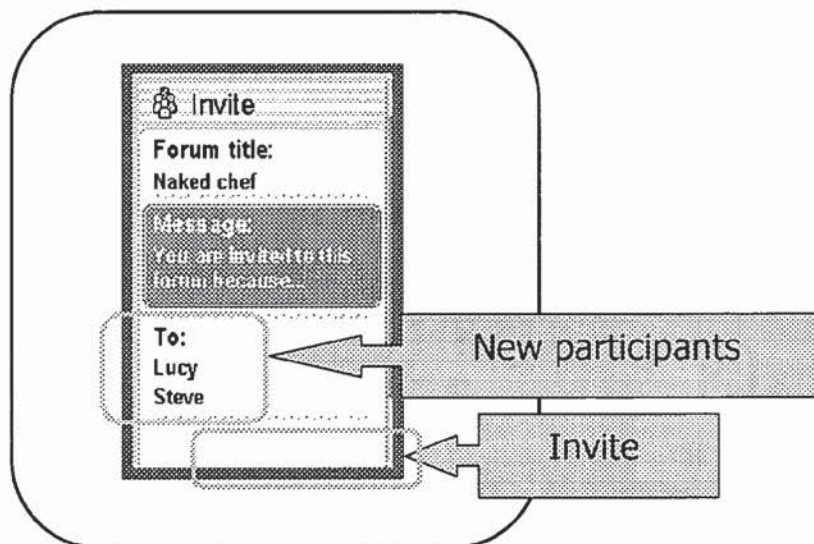 Invite
Forum title:
Naked chef
Message:
You are invited to this
forum because...
To:
Lucy
Steve
New participants
Invite